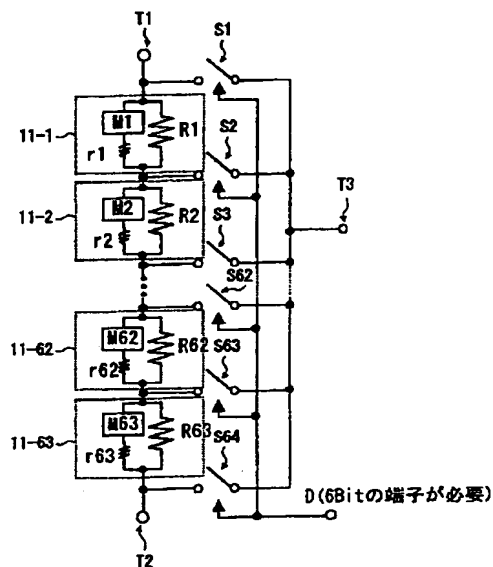 T1
S1
11-1
M1
R1
r1
S2
11-2
M2
R2
r2
S3
T3
S62
11-62
M62
R62
r62
S63
11-63
M63
R63
r63
S64
D(6Bitの端子が必要)
T2